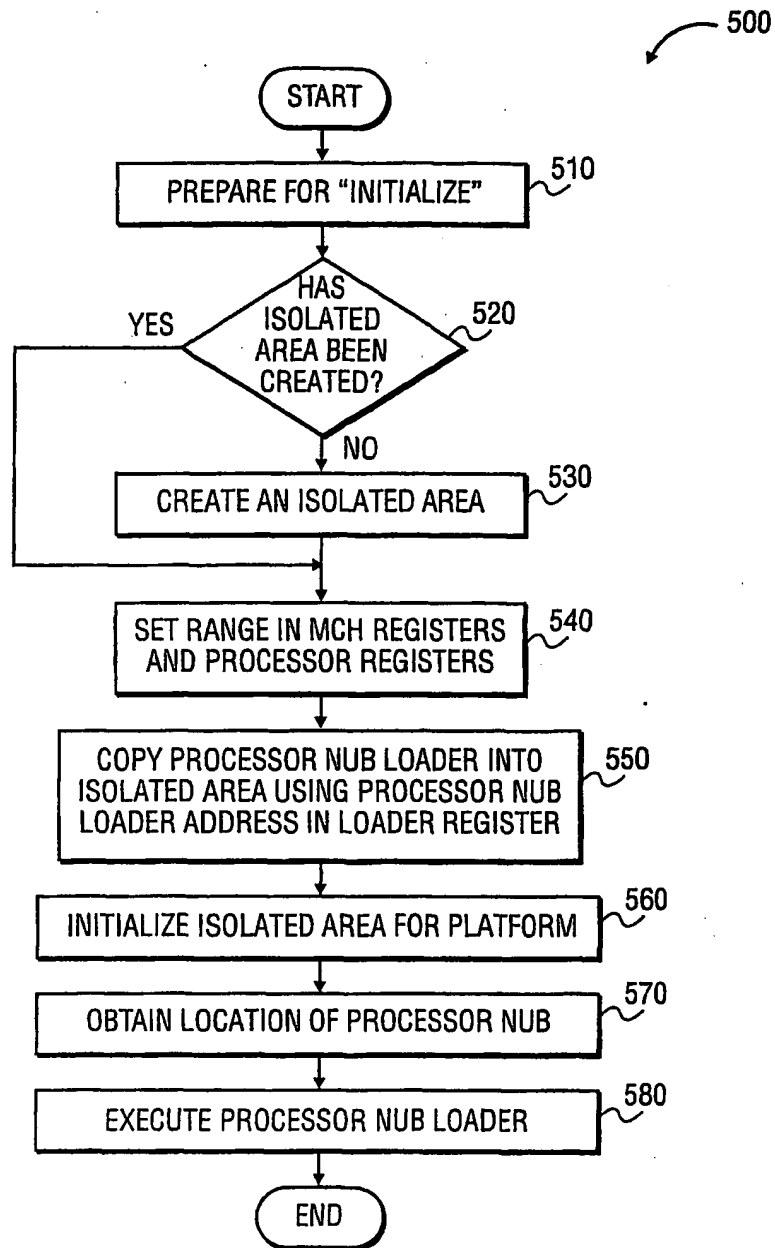 500
START
PREPARE FOR “INITIALIZE”
510
HAS
ISOLATED
AREA BEEN
CREATED?
520
YES
NO
CREATE AN ISOLATED AREA
530
SET RANGE IN MCH REGISTERS
AND PROCESSOR REGISTERS
540
COPY PROCESSOR NUB LOADER INTO
ISOLATED AREA USING PROCESSOR NUB
LOADER ADDRESS IN LOADER REGISTER
550
INITIALIZE ISOLATED AREA FOR PLATFORM
560
OBTAIN LOCATION OF PROCESSOR NUB
570
EXECUTE PROCESSOR NUB LOADER
580
END